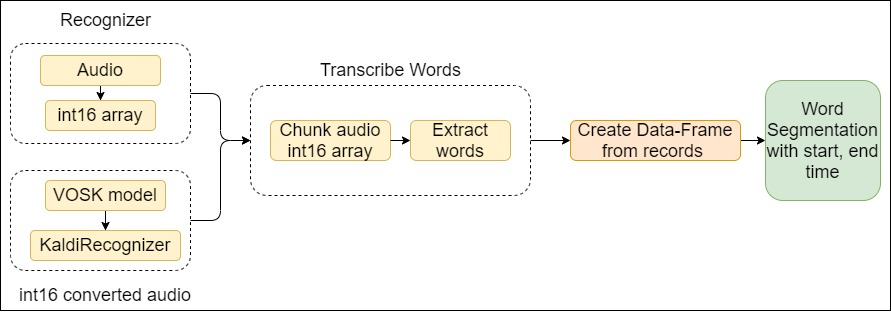 Recognizer
Audio
int16 array
VOSK model
KaldiRecognizer
int16 converted audio
Transcribe Words
Chunk audio
int16 array
Extract
words
Create Data-Frame
from records
Word
Segmentation
with start, end
time